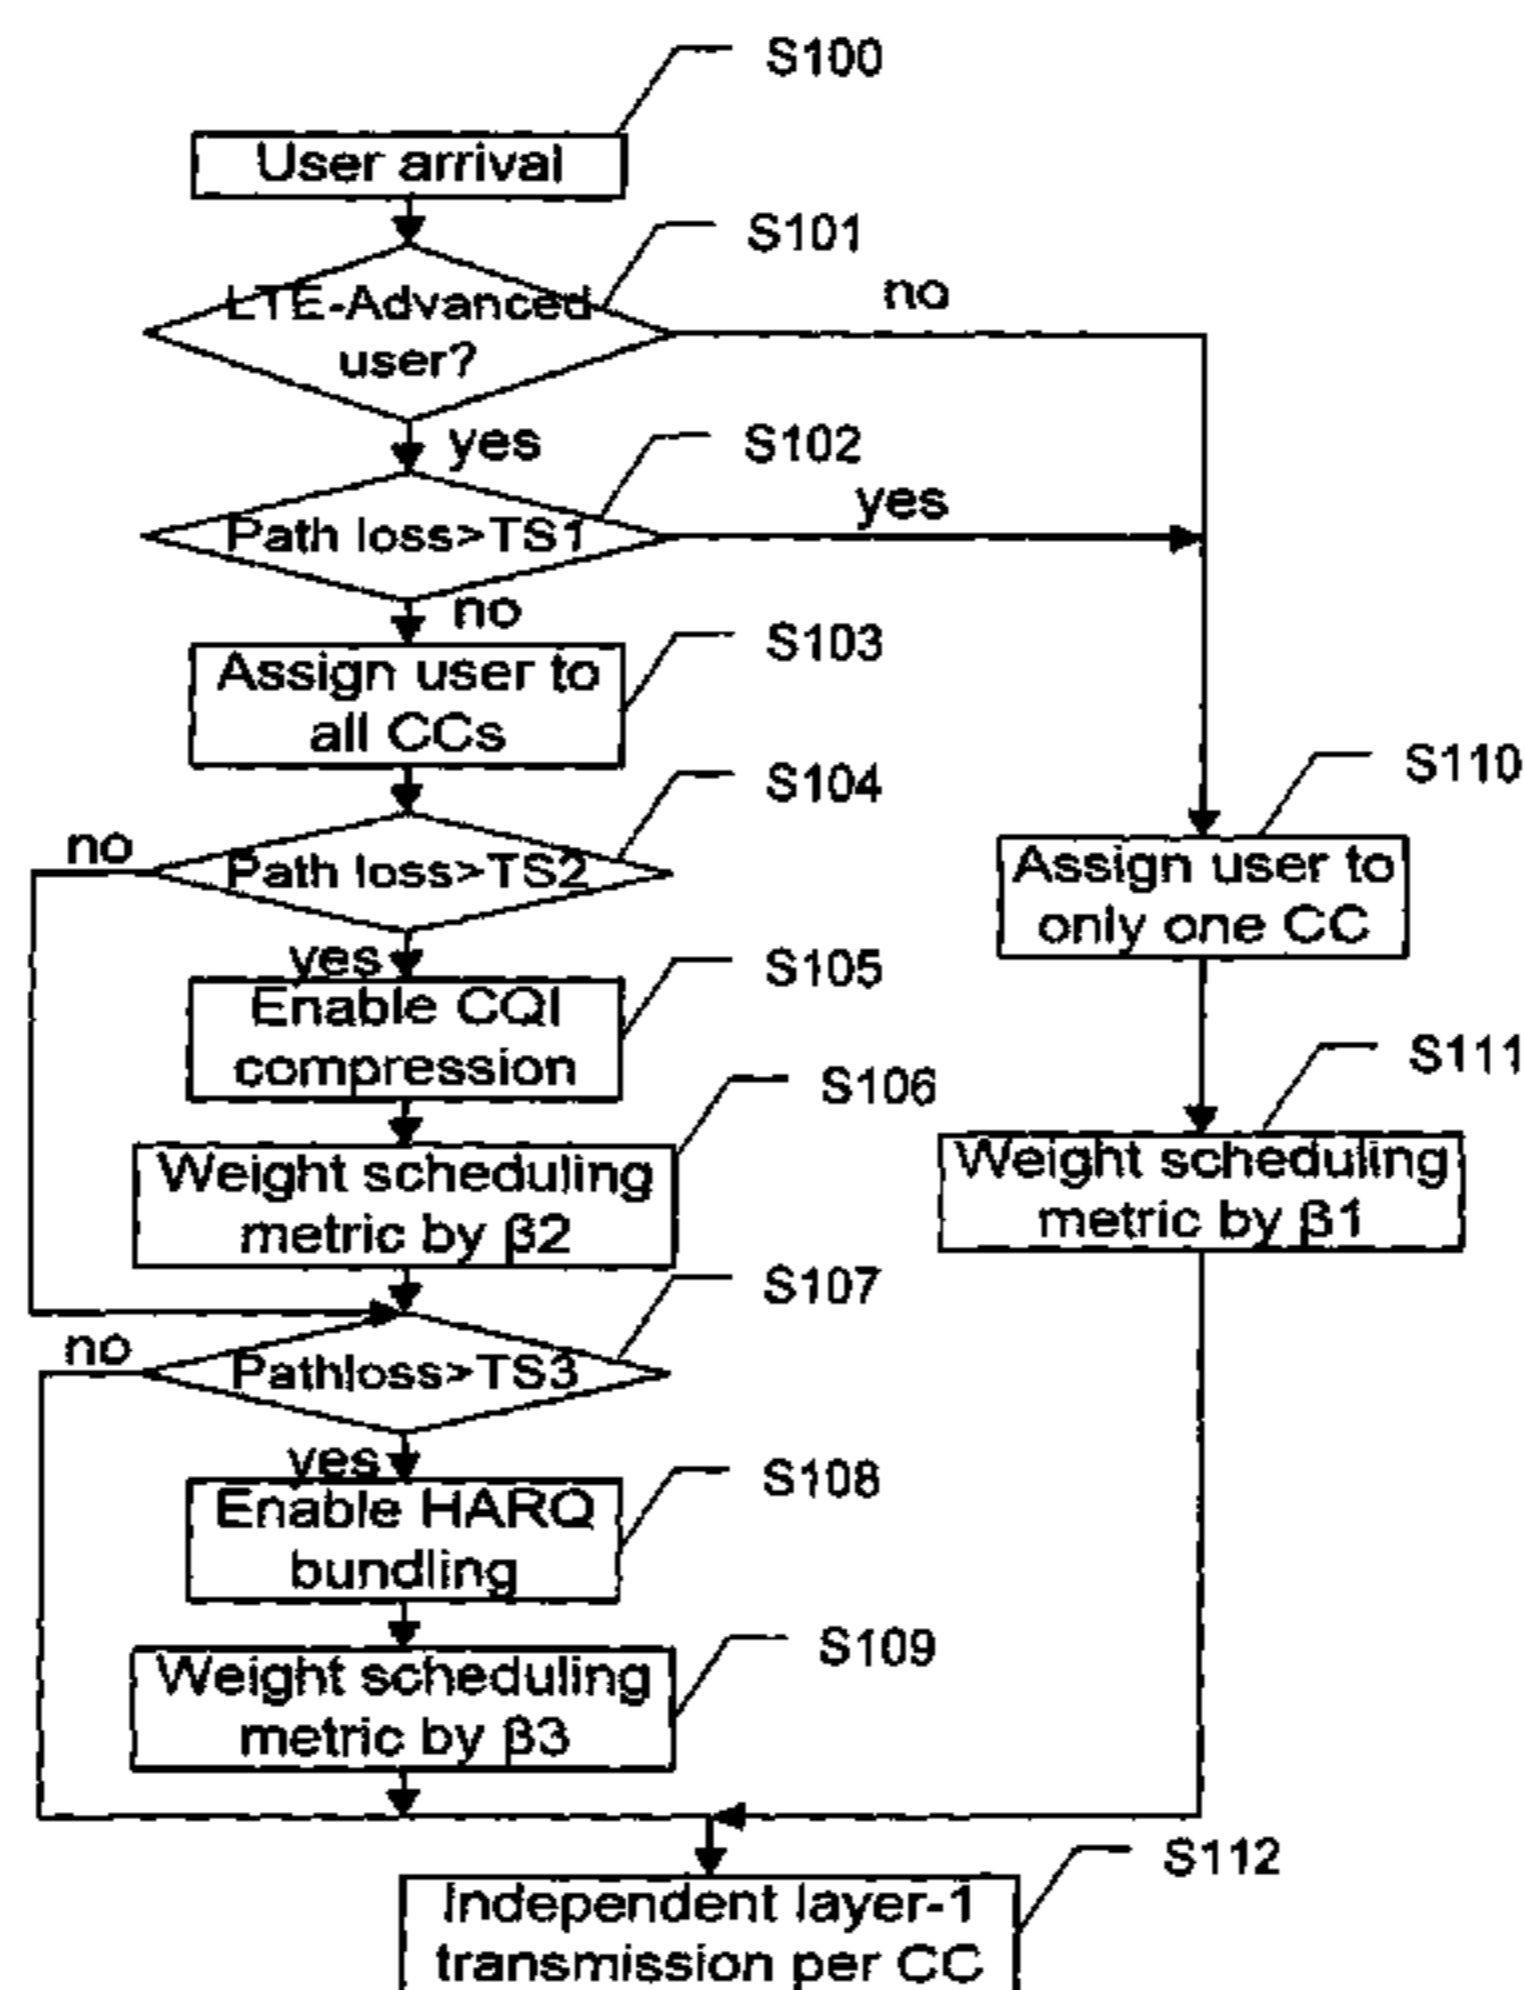 S100
User arrival
S101
LTE-Advanced
user?
no
yes
S102
Path loss>TS1
yes
no
S103
Assign user to
all CCs
S104
no
Path loss>TS2
S110
Assign user to
only one CC
yes
S105
Enable CQI
compression
S106
Weight scheduling
metric by β2
S111
Weight scheduling
metric by β1
S107
no
Pathloss>TS3
yes
S108
Enable HARQ
bundling
S109
Weight scheduling
metric by β3
S112
Independent layer-1
transmission per CC